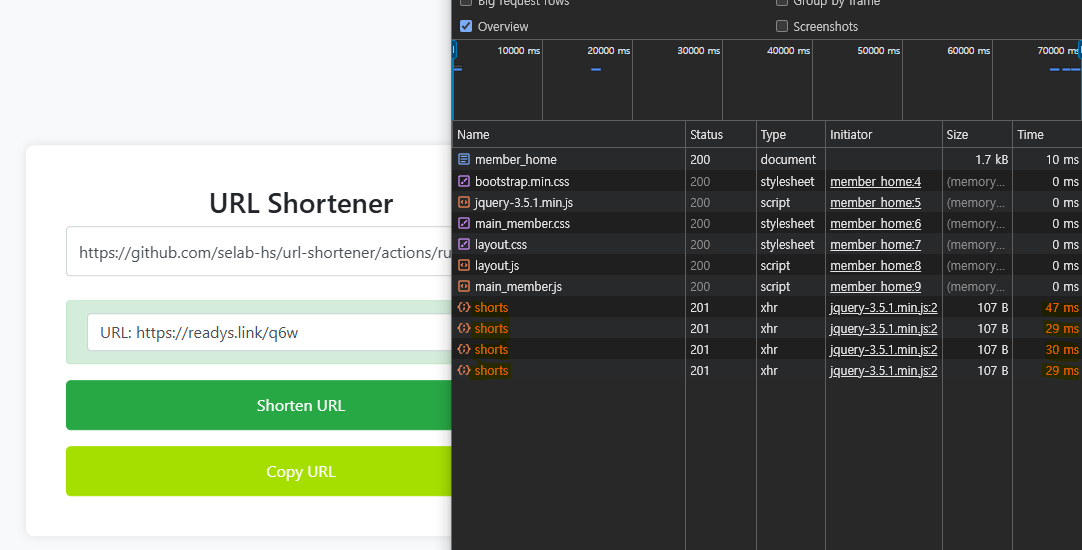 URL Shortener
https://github.com/selab-hs/url-shortener/actions/ru
URL: https://readys.link/q6w
Shorten URL
Copy URL
Big request rows Group by frame
Overview Screenshots
10000 ms 20000 ms 30000 ms 40000 ms 50000 ms 60000 ms 70000 ms
Name Status Type Initiator Size Time
member_home 200 document 1.7 kB 10 ms
bootstrap.min.css 200 stylesheet member_home:4 (memory... 0 ms
jquery-3.5.1.min.js 200 script member_home:5 (memory... 0 ms
main_member.css 200 stylesheet member_home:6 (memory... 0 ms
layout.css 200 stylesheet member_home:7 (memory... 0 ms
layout.js 200 script member_home:8 (memory... 0 ms
main_member.js 200 script member_home:9 (memory... 0 ms
shorts 201 xhr jquery-3.5.1.min.js:2 107 B 47 ms
shorts 201 xhr jquery-3.5.1.min.js:2 107 B 29 ms
shorts 201 xhr jquery-3.5.1.min.js:2 107 B 30 ms
shorts 201 xhr jquery-3.5.1.min.js:2 107 B 29 ms